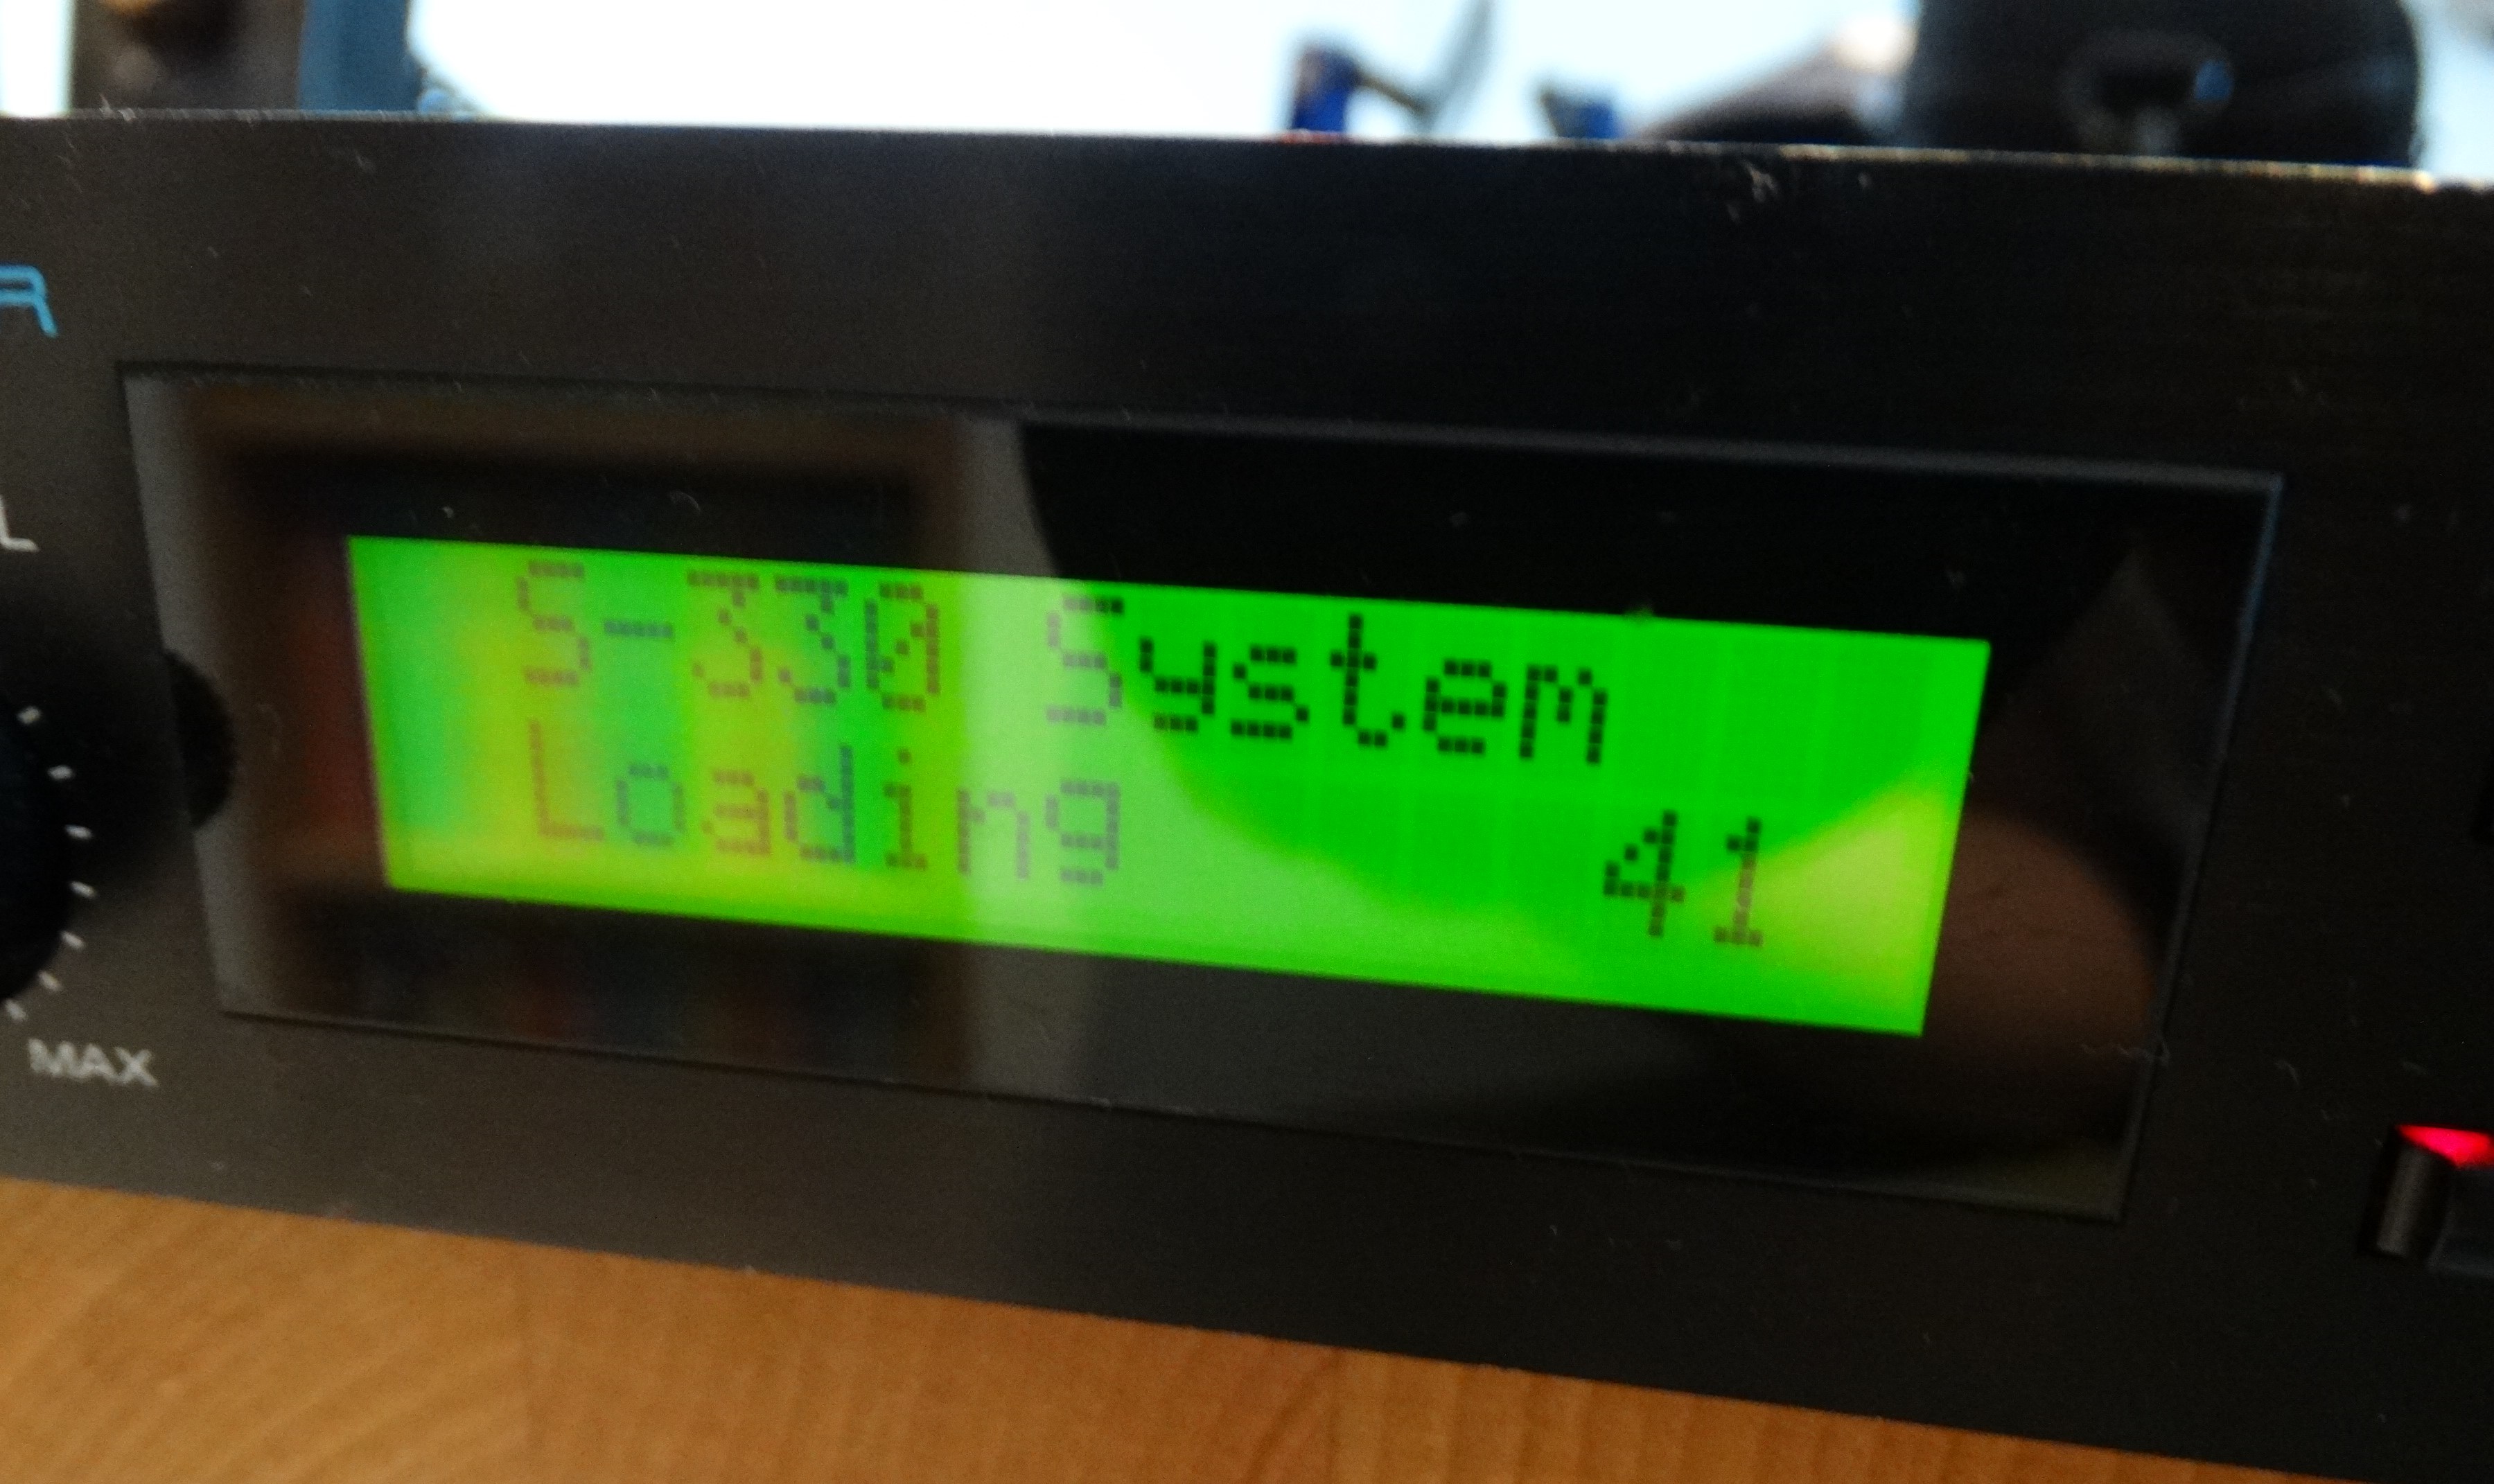 R
L
S-330 System
Loading 41
MAX